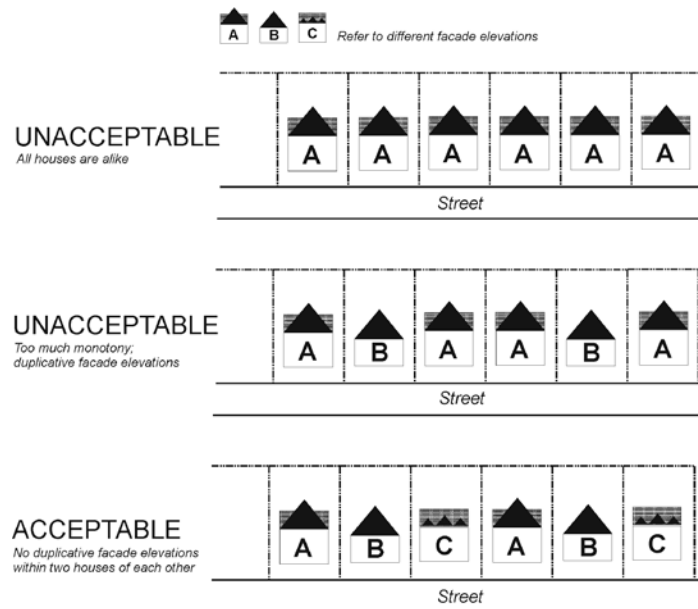 A B C Refer to different facade elevations
UNACCEPTABLE
All houses are alike
A A A A A A
Street
UNACCEPTABLE
Too much monotony;
duplicative facade elevations
A B A A B A
Street
ACCEPTABLE
No duplicative facade elevations
within two houses of each other
A B C A B C
Street